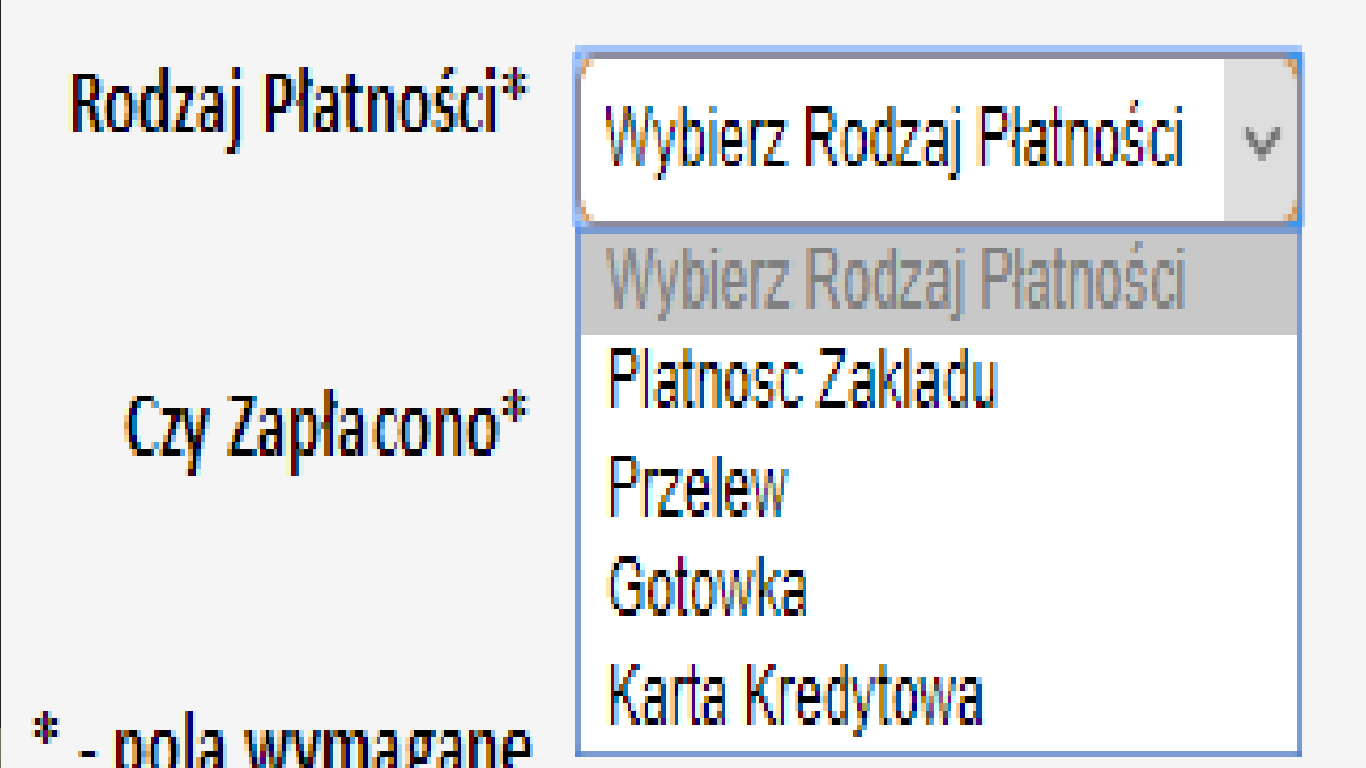 Rodzaj Płatności*
Wybierz Rodzaj Płatności
Wybierz Rodzaj Płatności
Platnosc Zakladu
Czy Zapłacono*
Przelew
Gotowka
Karta Kredytowa
* - pola wymagane